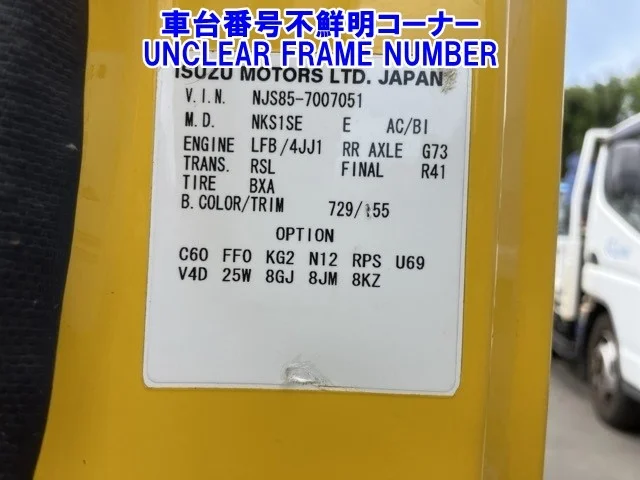 車台番号不鮮明コーナー
UNCLEAR FRAME NUMBER
ISUZU MOTORS LTD. JAPAN
V.I.N. NJS85-7007051
M.D. NKS1SE E AC/BI
ENGINE LFB/4JJ1 RR AXLE G73
TRANS. RSL FINAL R41
TIRE BXA
B.COLOR/TRIM 729/155
OPTION
C60 FF0 KG2 N12 RPS U69
V4D 25W 8GJ 8JM 8KZ